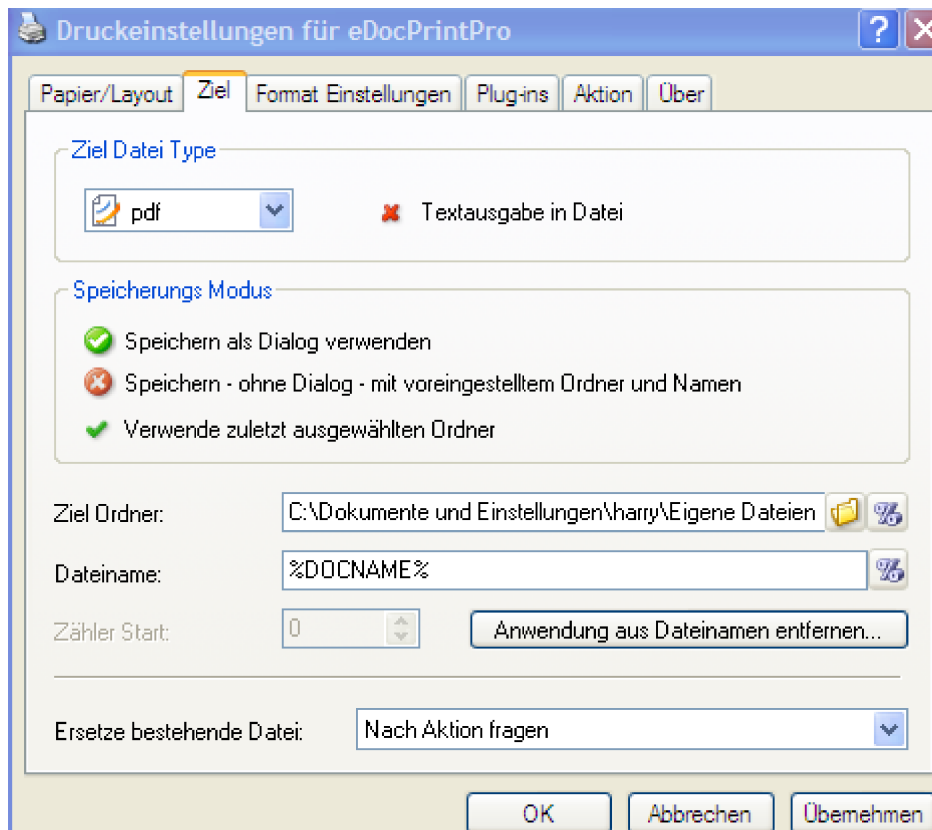 Druckeinstellungen für eDocPrintPro
Papier/Layout Ziel Format Einstellungen Plug-ins Aktion Über
Ziel Datei Type
pdf Textausgabe in Datei
Speicherungs Modus
Speichern als Dialog verwenden
Speichern - ohne Dialog - mit voreingestelltem Ordner und Namen
Verwende zuletzt ausgewählten Ordner
Ziel Ordner: C:\Dokumente und Einstellungen\harry\Eigene Dateien
Dateiname: %DOCNAME%
Zähler Start: 0 Anwendung aus Dateinamen entfernen...
Ersetze bestehende Datei: Nach Aktion fragen
OK Abbrechen Übernehmen